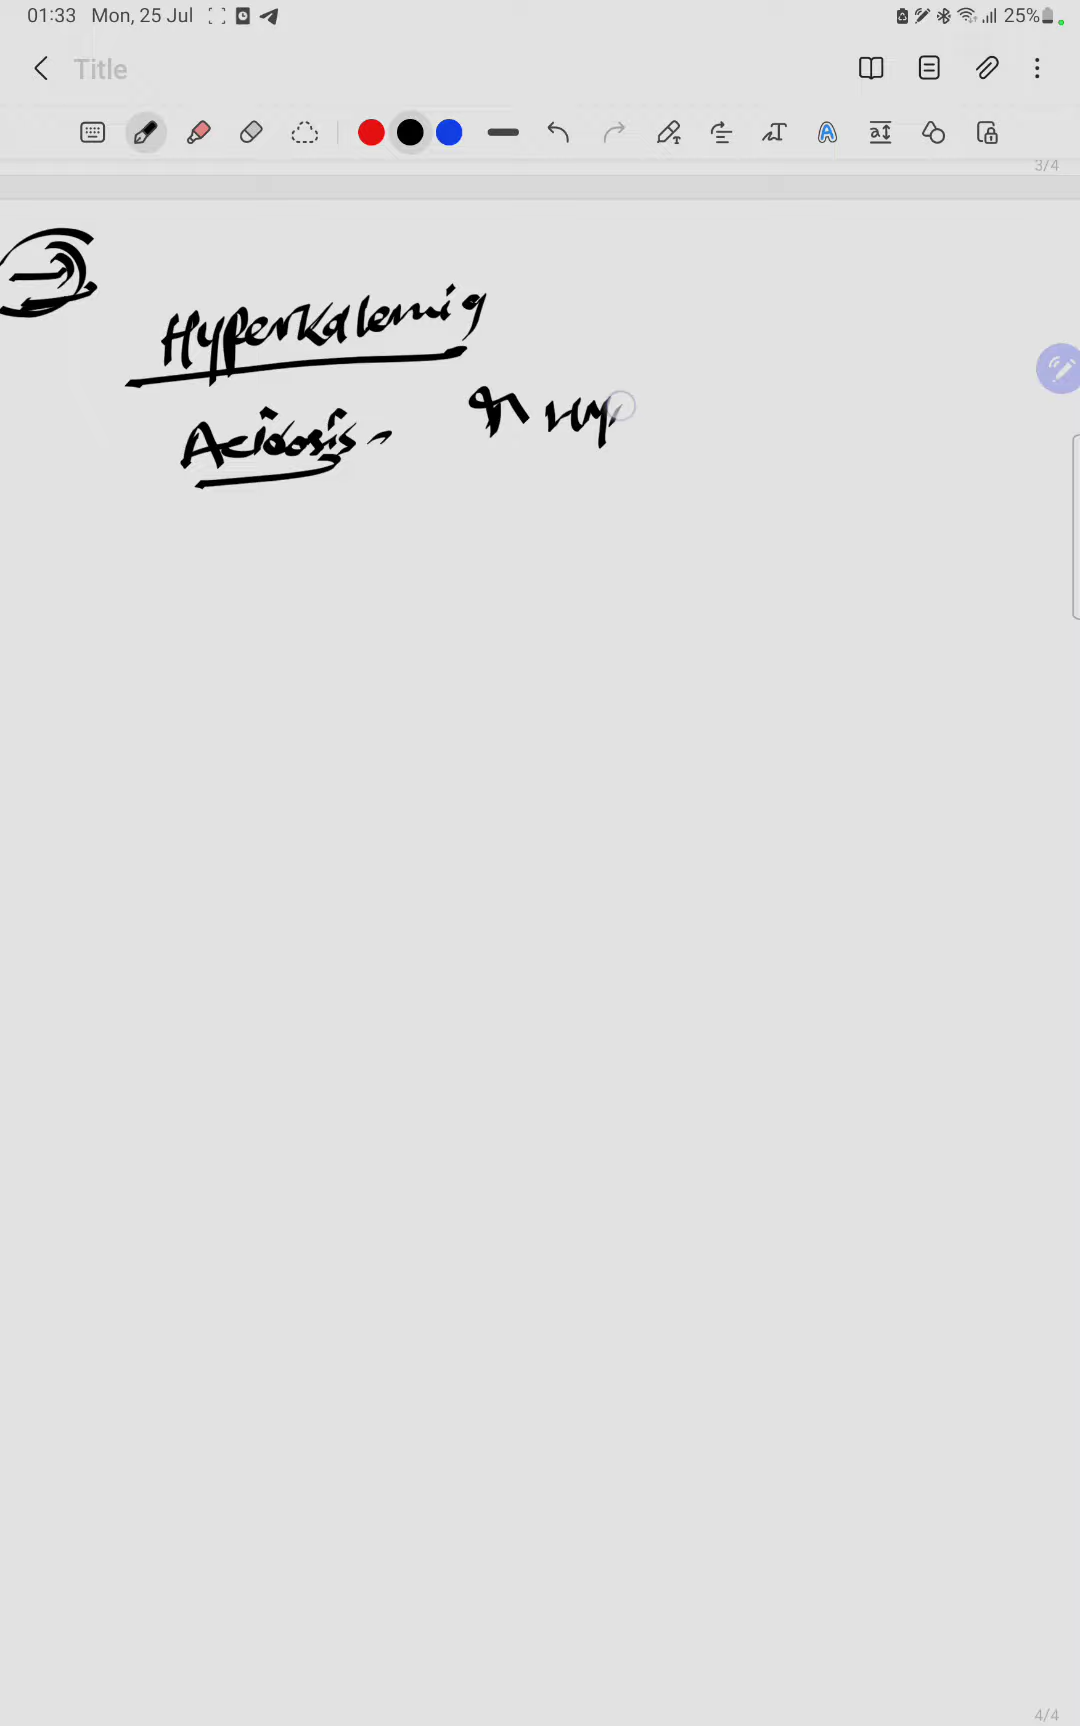 01:33 Mon, 25 Jul 25%
Title
3/4
Hyperkalemia
Acidosis -
4/4